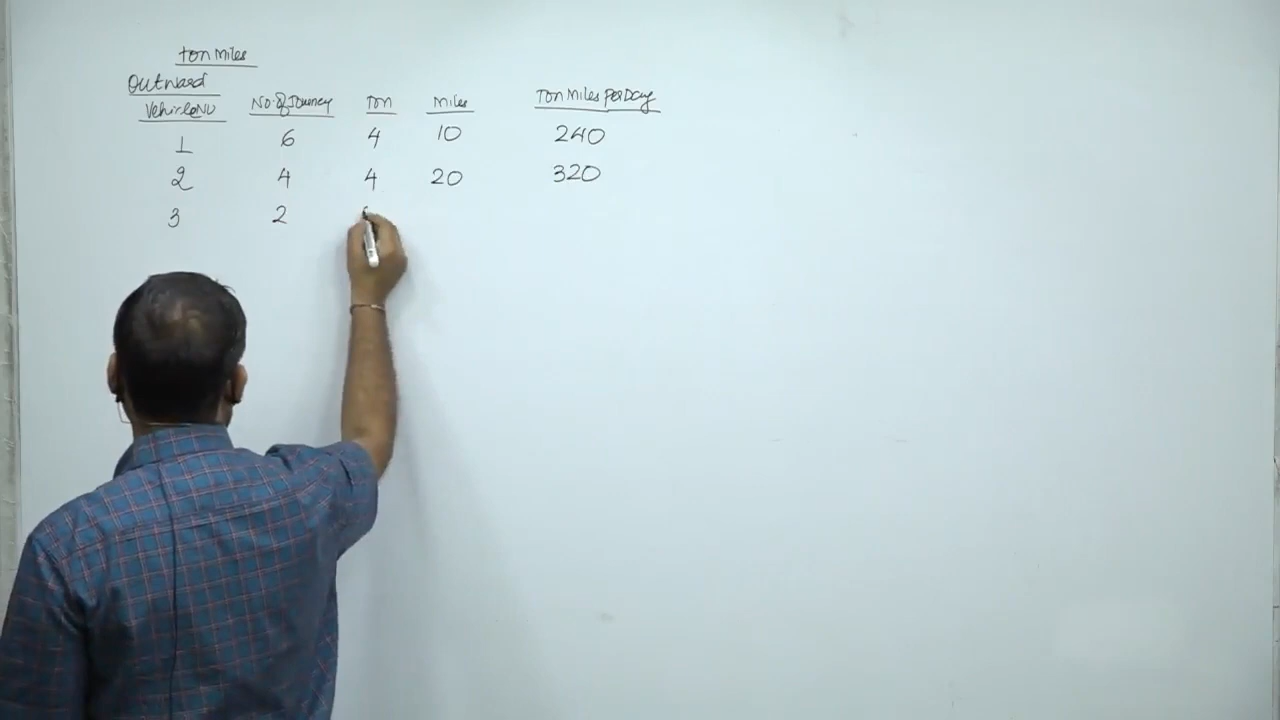 Ton Miles
Outward
Vehicle No No. of Journey Ton Miles Ton Miles Per Day
1 6 4 10 240
2 4 4 20 320
3 2